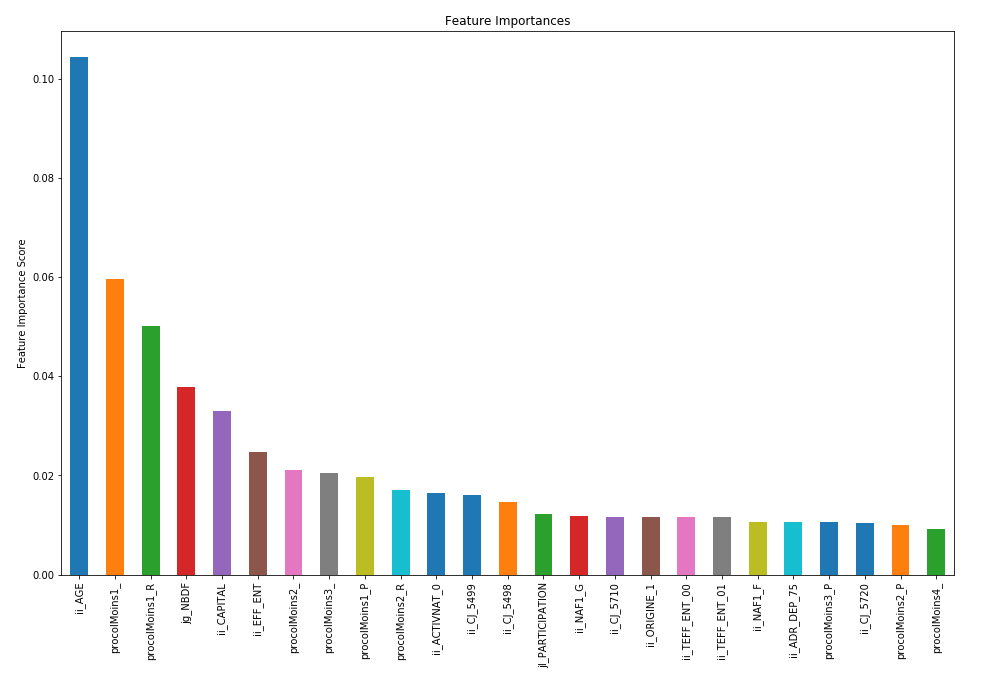 Feature Importances
Feature Importance Score
0.10
0.08
0.06
0.04
0.02
0.00
ii_AGE
procolMoins1_
procolMoins1_R
jg_NBDF
ii_CAPITAL
ii_EFF_ENT
procolMoins2_
procolMoins3_
procolMoins1_P
procolMoins2_R
ii_ACTIVNAT_0
ii_CJ_5499
ii_CJ_5498
jl_PARTICIPATION
ii_NAF1_G
ii_CJ_5710
ii_ORIGINE_1
ii_TEFF_ENT_00
ii_TEFF_ENT_01
ii_NAF1_F
ii_ADR_DEP_75
procolMoins3_P
ii_CJ_5720
procolMoins2_P
procolMoins4_